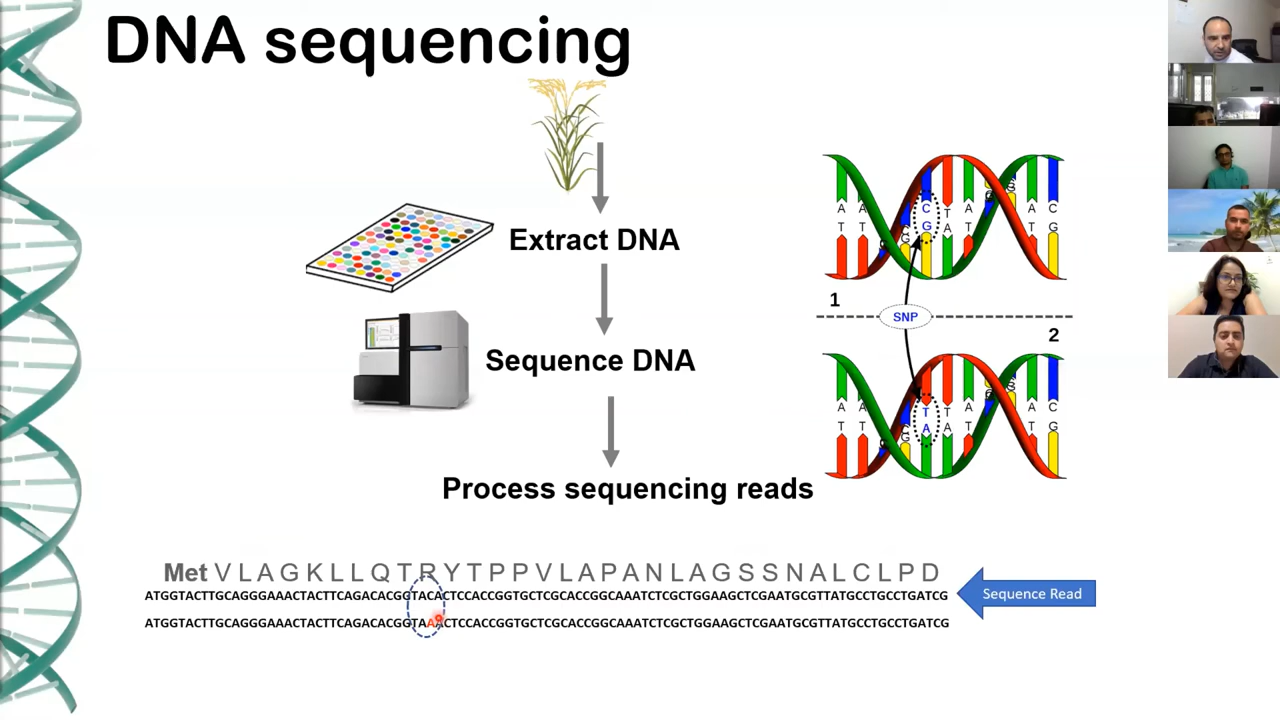 DNA sequencing
Extract DNA
Sequence DNA
Process sequencing reads
A A C T A A C
T T G G A T G
1
SNP
2
A A T A A C
T T G A A T G
Met V L A G K L L Q T R Y T P P V L A P A N L A G S S N A L C L P D
ATGGTACTTGCAGGGAAACTACTTCAGACACGGTACACTCCACCGGTGCTCGCACCGGCAAATCTCGCTGGAAGCTCGAATGCGTTATGCCTGCCTGATCG
ATGGTACTTGCAGGGAAACTACTTCAGACACGGTAAACTCCACCGGTGCTCGCACCGGCAAATCTCGCTGGAAGCTCGAATGCGTTATGCCTGCCTGATCG
Sequence Read